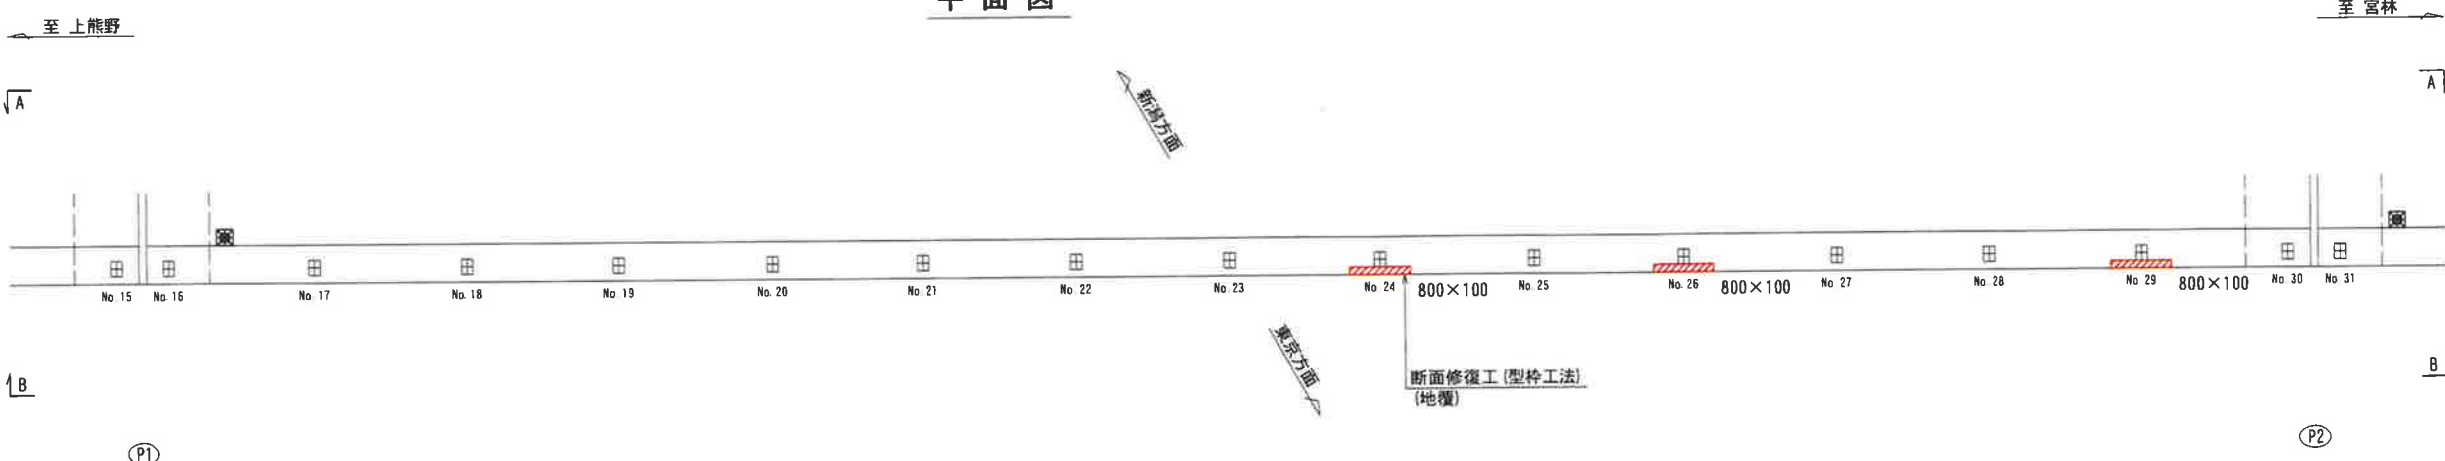 平面図
至 上熊野
至 宮林
A
A
新潟方面
No. 15
No. 16
No 17
No. 18
No. 19
No. 20
No. 21
No. 22
No. 23
No 24
800×100
No. 25
No. 26
800×100
No 27
No. 28
No. 29
800×100
No 30
No 31
東京方面
断面修復工(型枠工法)
(地覆)
B
B
P1
P2